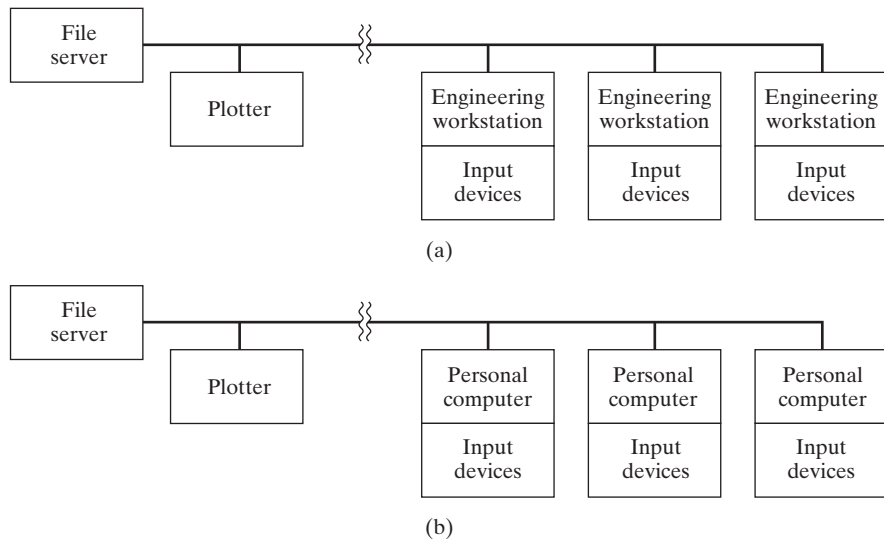 File
server
Plotter
Engineering
workstation
Engineering
workstation
Engineering
workstation
Input
devices
Input
devices
Input
devices
(a)
File
server
Plotter
Personal
computer
Personal
computer
Personal
computer
Input
devices
Input
devices
Input
devices
(b)